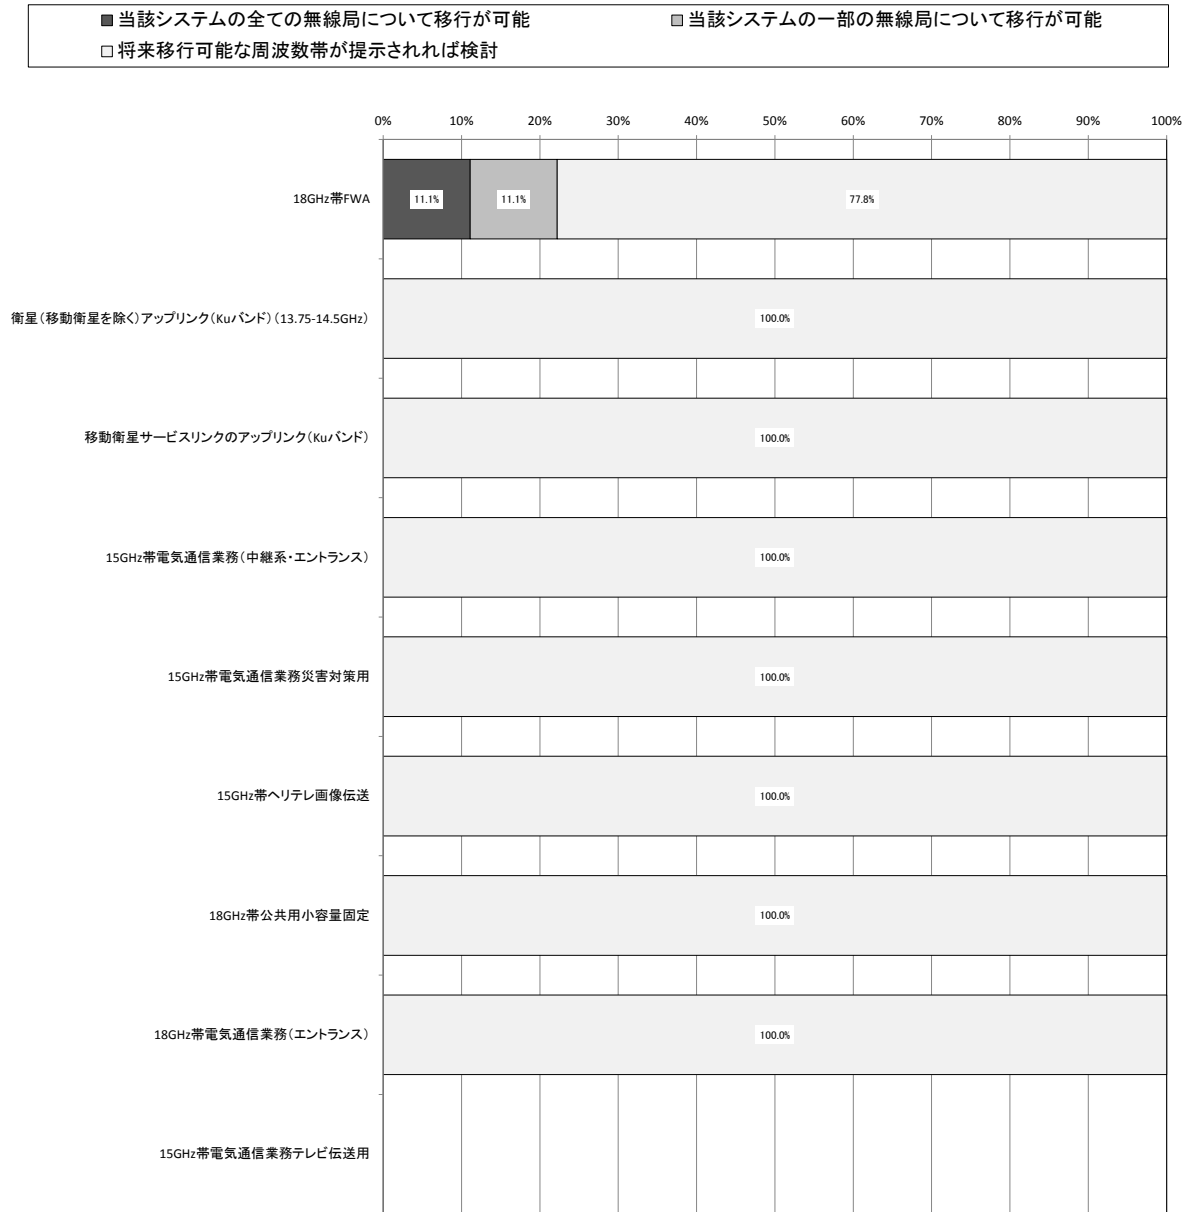 ■当該システムの全ての無線局について移行が可能 ■当該システムの一部の無線局について移行が可能
□将来移行可能な周波数帯が提示されれば検討
0% 10% 20% 30% 40% 50% 60% 70% 80% 90% 100%
18GHz帯FWA 11.1% 11.1% 77.8%
衛星(移動衛星を除く)アップリンク(Kuバンド)(13.75-14.5GHz) 100.0%
移動衛星サービスリンクのアップリンク(Kuバンド) 100.0%
15GHz帯電気通信業務(中継系・エントランス) 100.0%
15GHz帯電気通信業務災害対策用 100.0%
15GHz帯ヘリテレ画像伝送 100.0%
18GHz帯公共用小容量固定 100.0%
18GHz帯電気通信業務(エントランス) 100.0%
15GHz帯電気通信業務テレビ伝送用